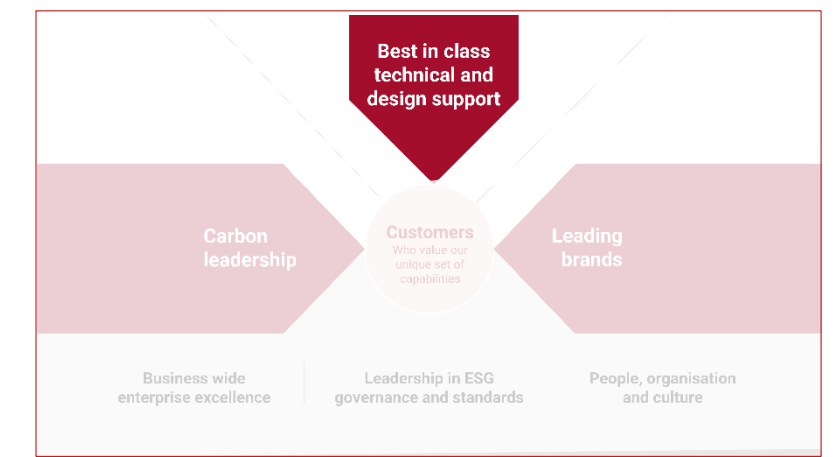 Best in class
technical and
design support
Carbon
leadership
Customers
Who value our
unique set of
capabilities
Leading
brands
Business wide
enterprise excellence
Leadership in ESG
governance and standards
People, organisation
and culture